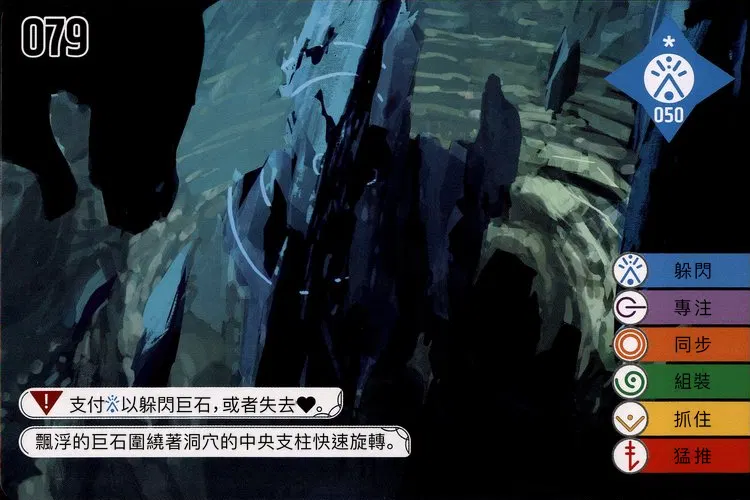 079
*
050
躲閃
專注
同步
組裝
抓住
猛推
! 支付以躲閃巨石，或者失去♥。
飄浮的巨石圍繞著洞穴的中央支柱快速旋轉。